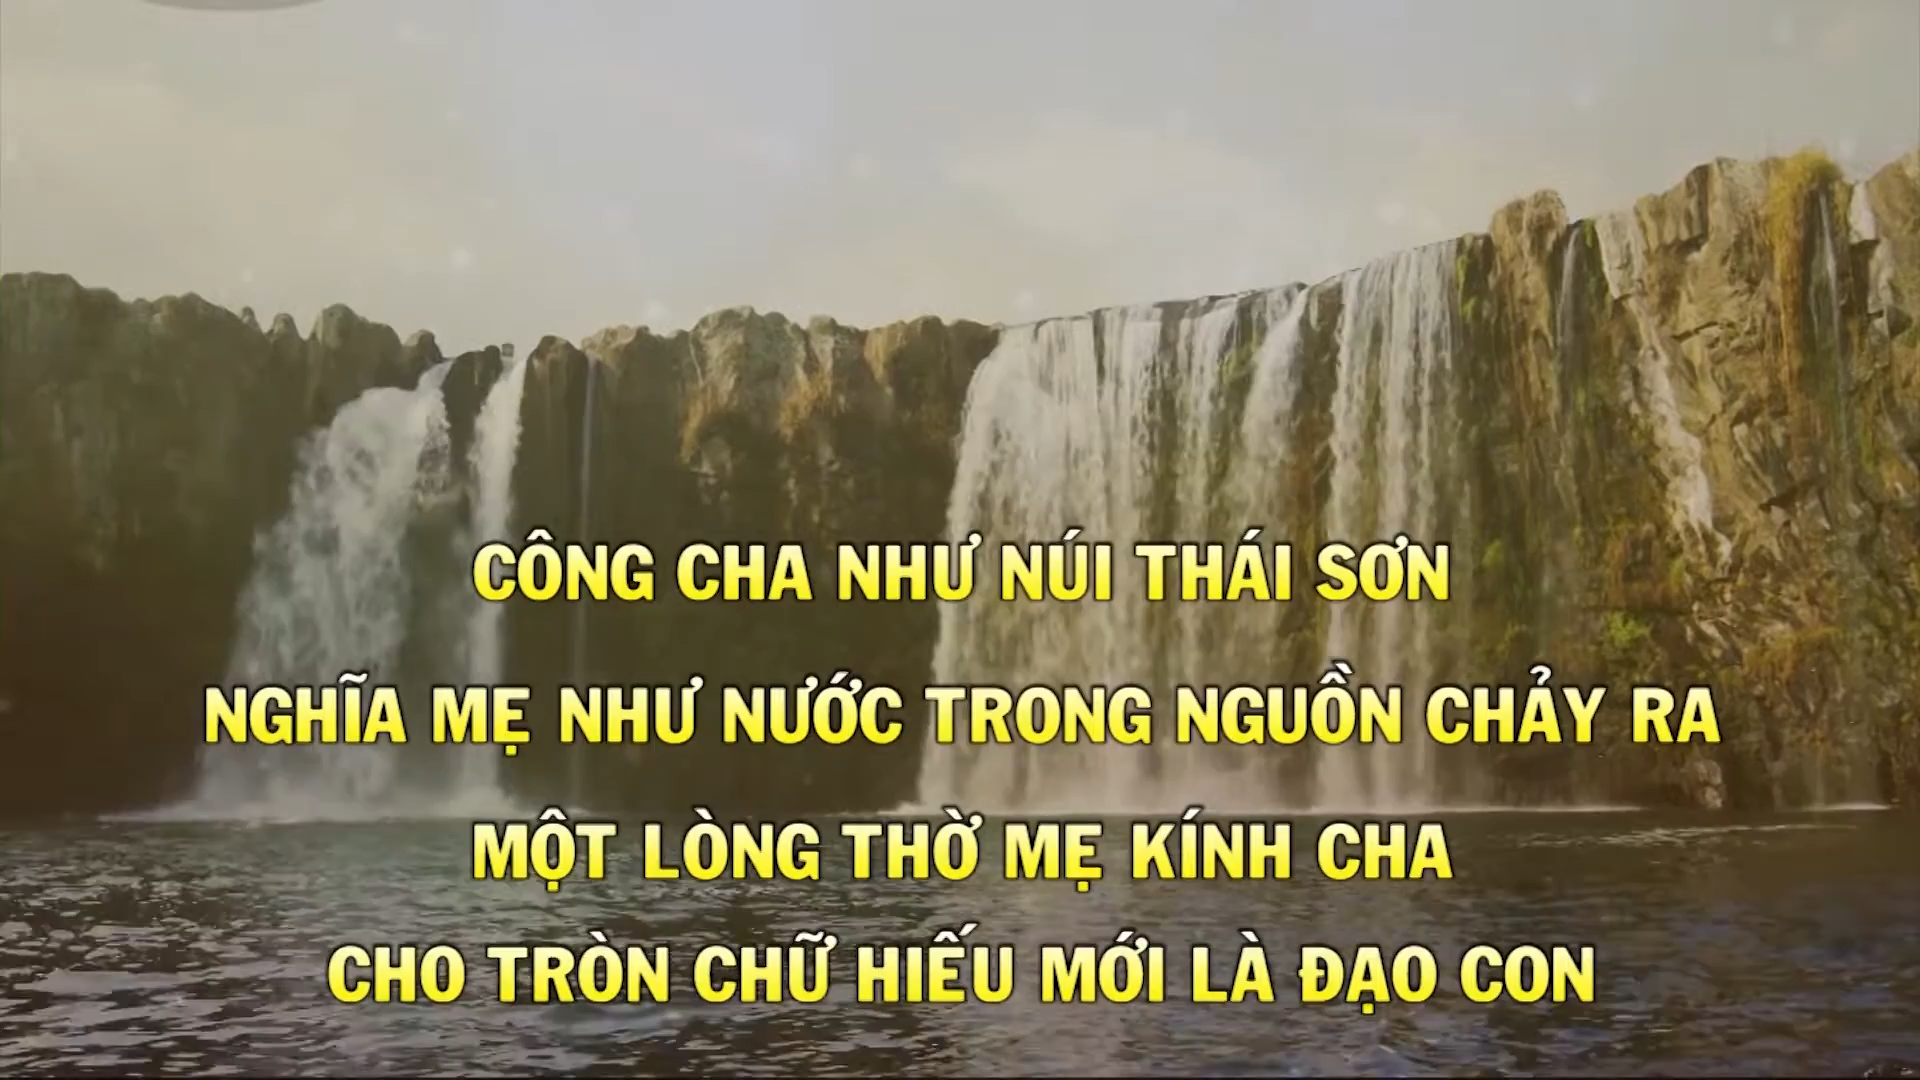 CÔNG CHA NHƯ NÚI THÁI SƠN
NGHĨA MẸ NHƯ NƯỚC TRONG NGUỒN CHẢY RA
MỘT LÒNG THỜ MẸ KÍNH CHA
CHO TRÒN CHỮ HIẾU MỚI LÀ ĐẠO CON